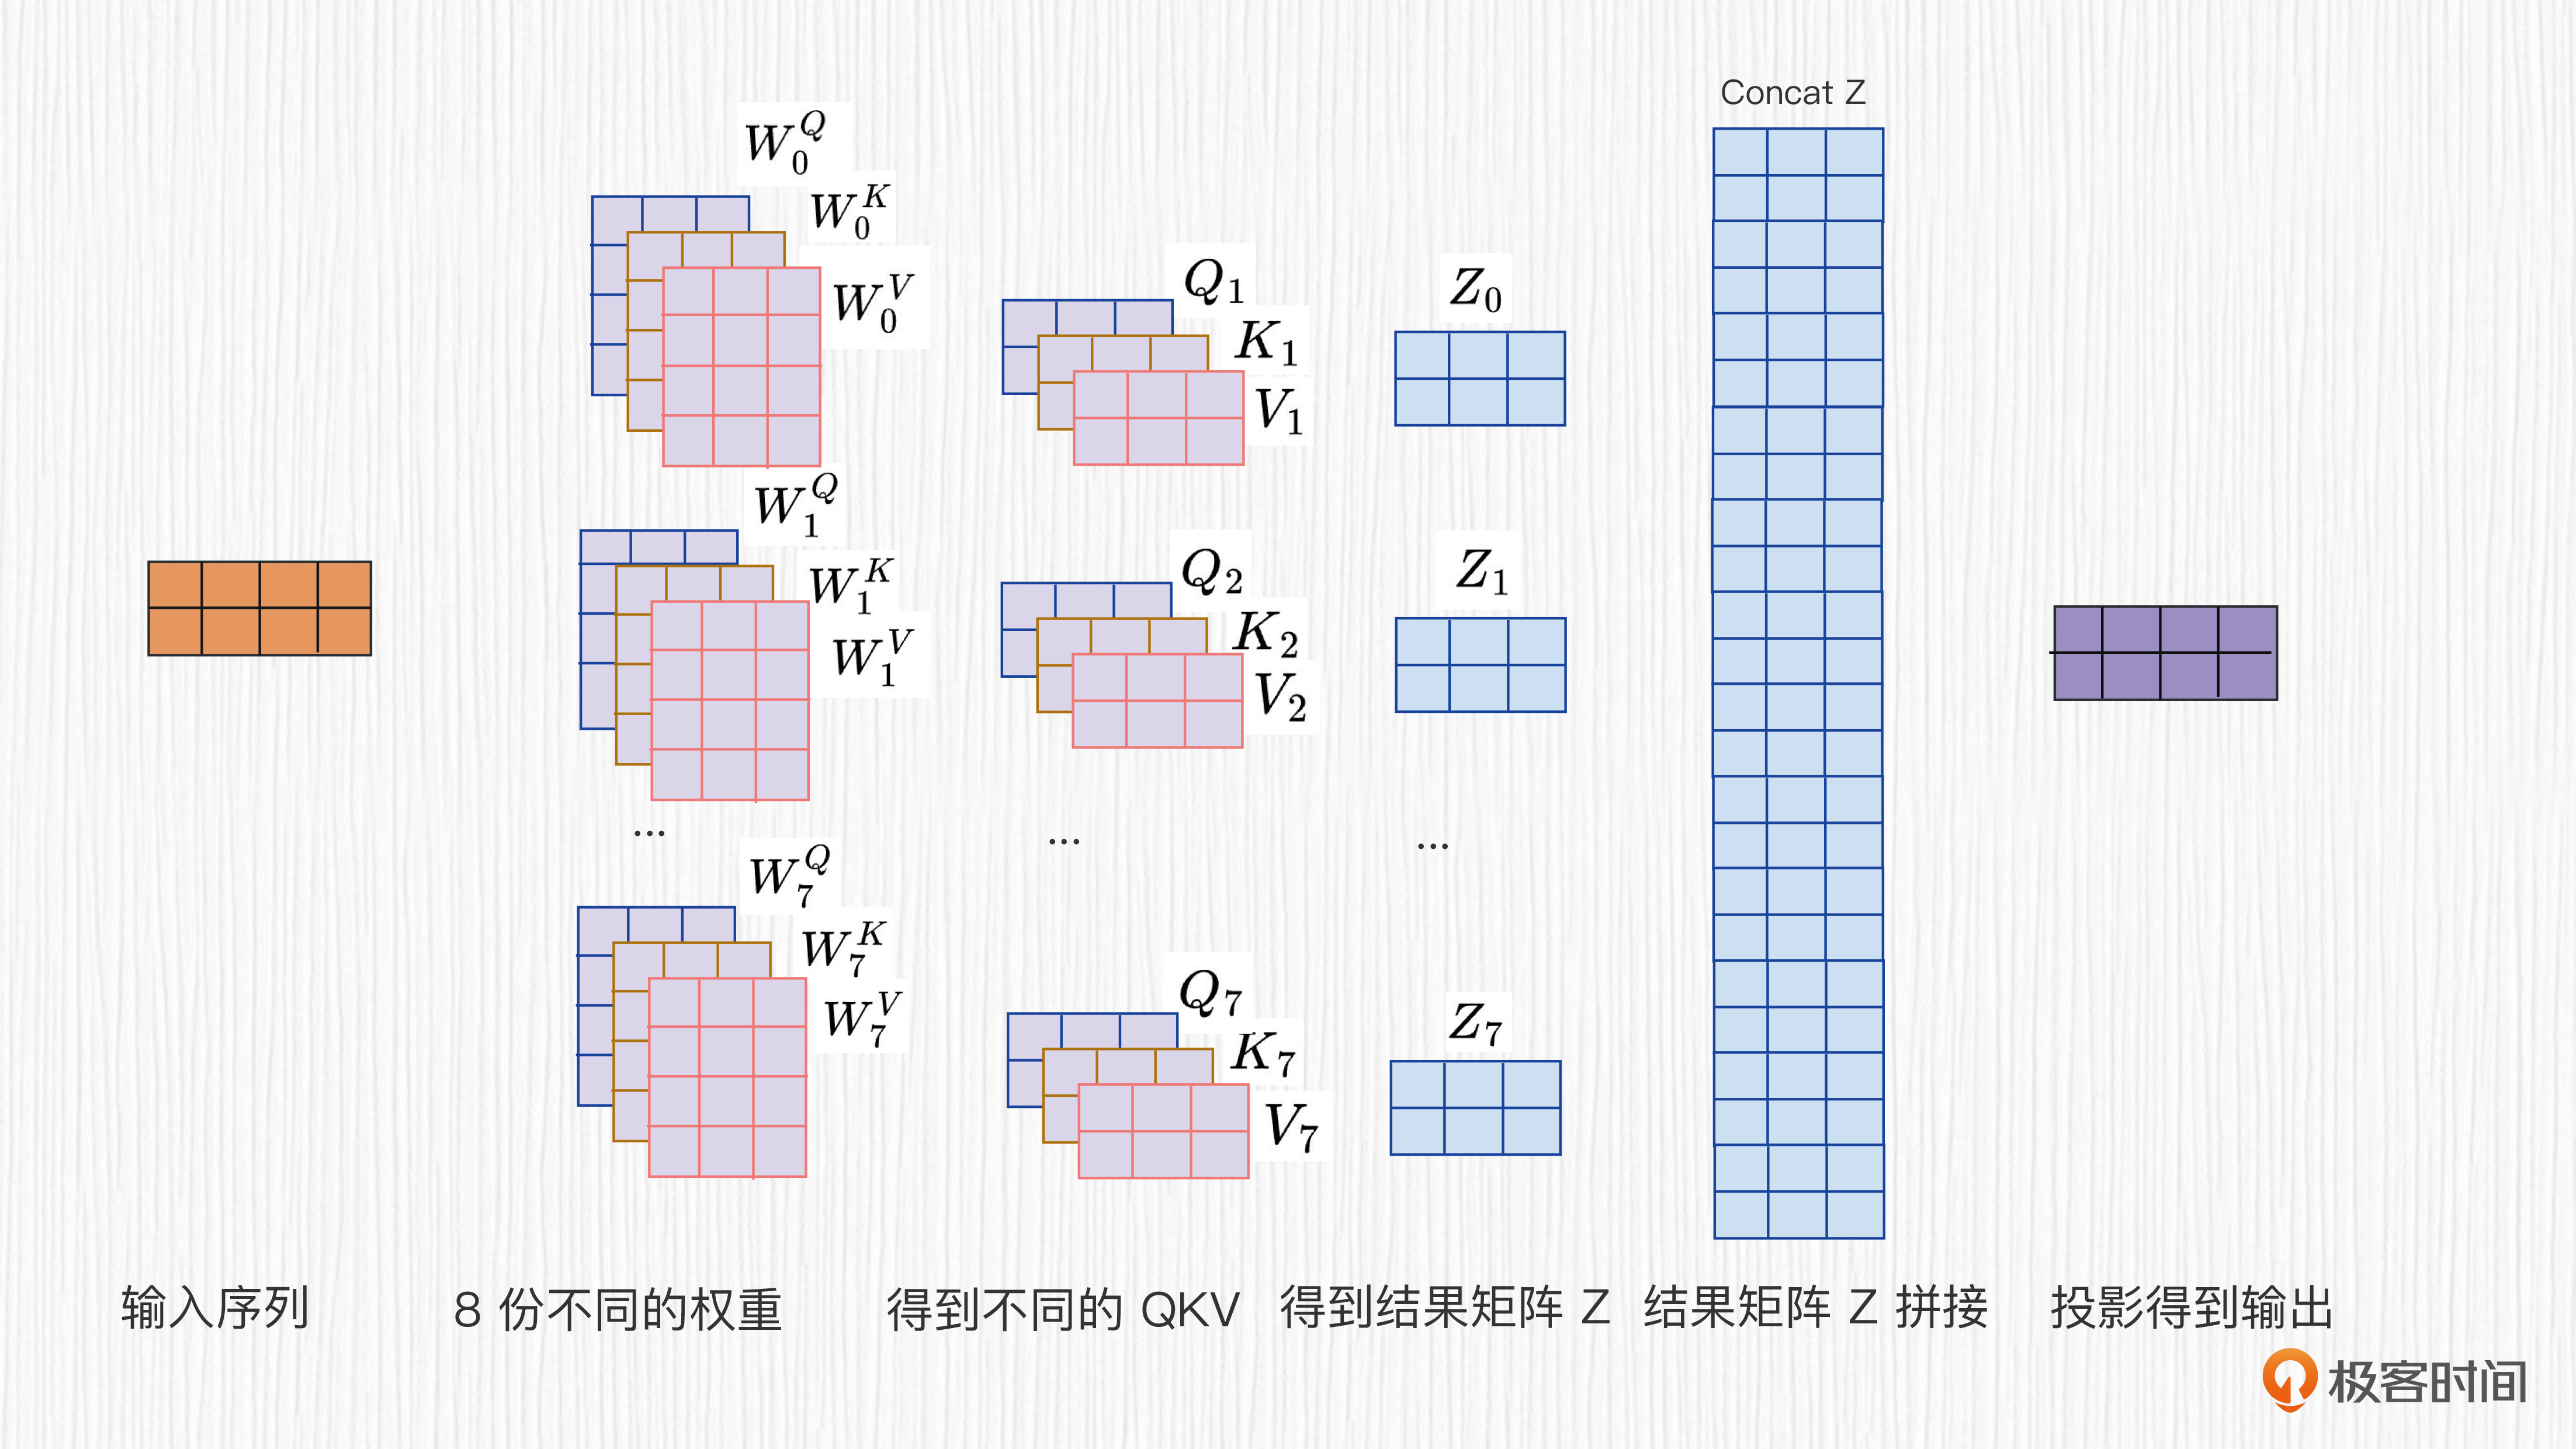 Concat Z
W_0^Q
W_0^K
W_0^V
Q_1
K_1
V_1
Z_0
W_1^Q
W_1^K
W_1^V
Q_2
K_2
V_2
Z_1
...
...
...
W_7^Q
W_7^K
W_7^V
Q_7
K_7
V_7
Z_7
输入序列
8 份不同的权重
得到不同的 QKV
得到结果矩阵 Z
结果矩阵 Z 拼接
投影得到输出
极客时间